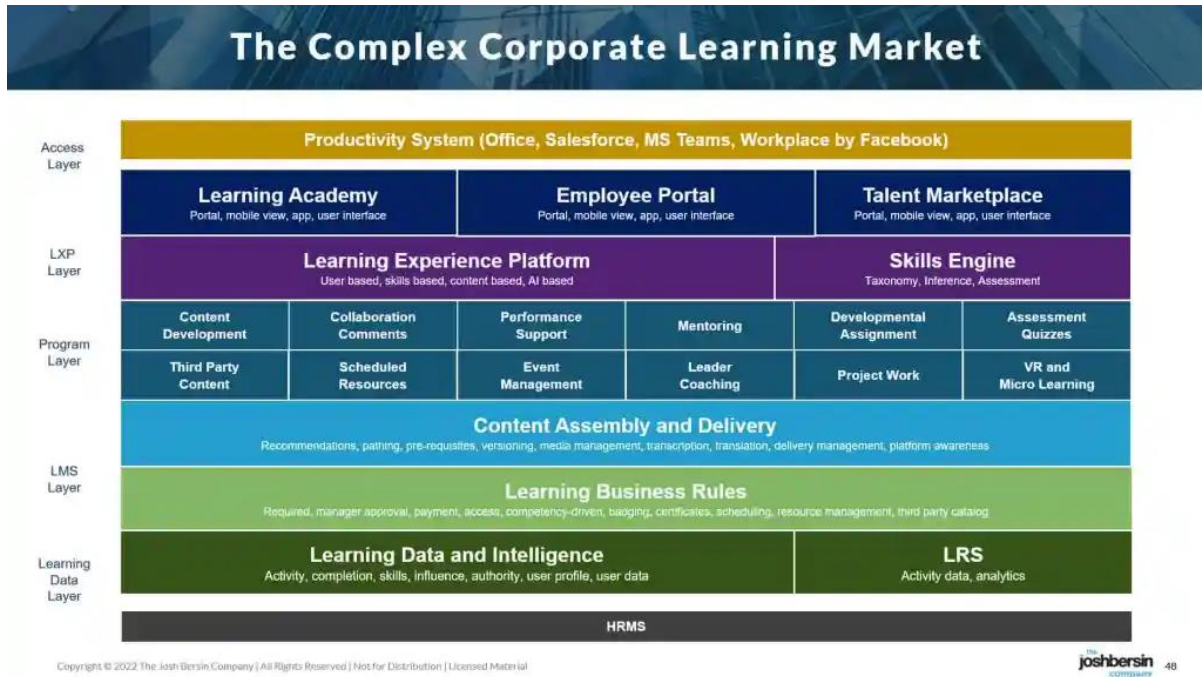 The Complex Corporate Learning Market
Access
Layer
Productivity System (Office, Salesforce, MS Teams, Workplace by Facebook)
Learning Academy
Portal, mobile view, app, user interface
Employee Portal
Portal, mobile view, app, user interface
Talent Marketplace
Portal, mobile view, app, user interface
LXP
Layer
Learning Experience Platform
User based, skills based, content based, AI based
Skills Engine
Taxonomy, Inference, Assessment
Program
Layer
Content
Development
Collaboration
Comments
Performance
Support
Mentoring
Developmental
Assignment
Assessment
Quizzes
Third Party
Content
Scheduled
Resources
Event
Management
Leader
Coaching
Project Work
VR and
Micro Learning
Content Assembly and Delivery
Recommendations, pathing, pre-requisites, versioning, media management, transcription, translation, delivery management, platform awareness
LMS
Layer
Learning Business Rules
Required, manager approval, payment, access, competency-driven, badging, certificates, scheduling, resource management, third party catalog
Learning
Data
Layer
Learning Data and Intelligence
Activity, completion, skills, influence, authority, user profile, user data
LRS
Activity data, analytics
HRMS
Copyright © 2022 The Josh Bersin Company | All Rights Reserved | Not for Distribution | Licensed Material
the
joshbersin
company
48